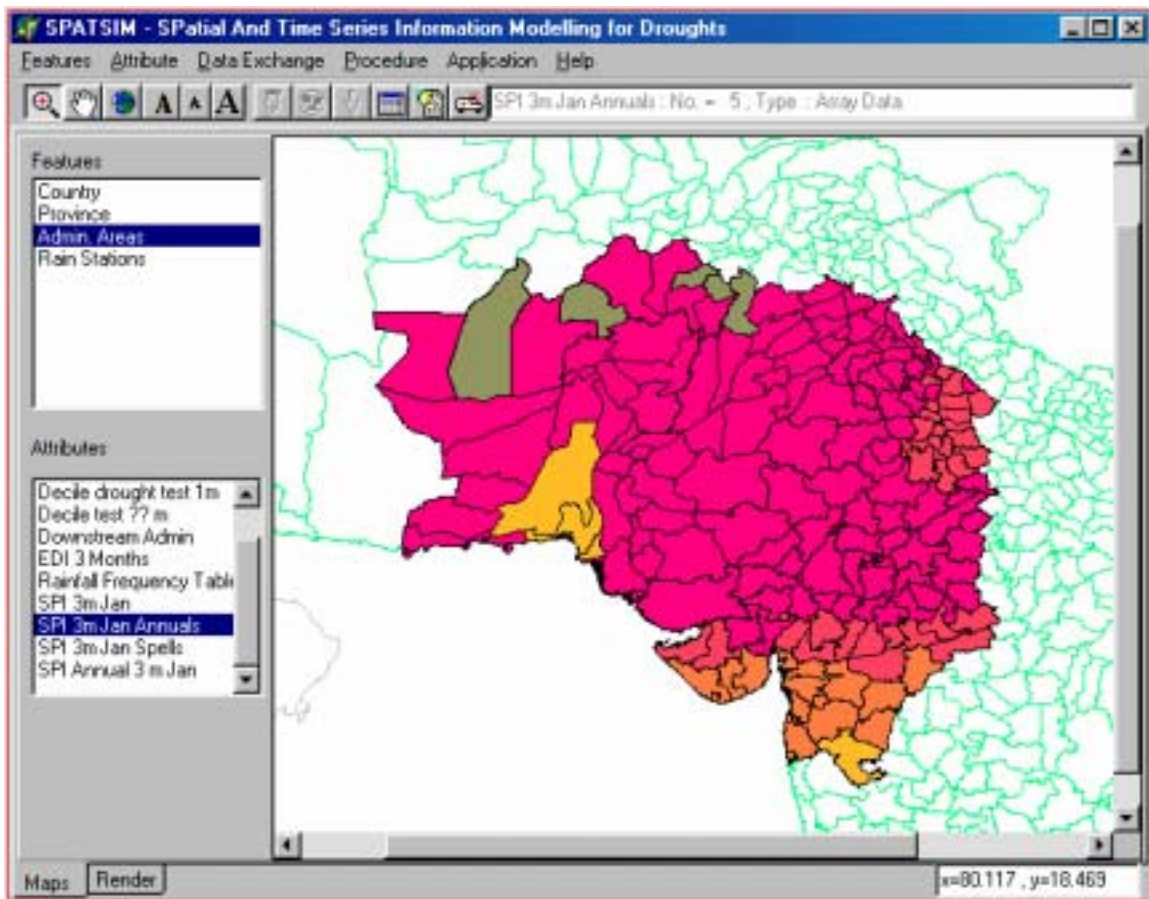 SPATSIM - SPatial And Time Series Information Modelling for Droughts
Features Attribute Data Exchange Procedure Application Help
A A A SPI 3m Jan Annuals : No. = 5 , Type : Array Data
Features
Country
Province
Admin. Areas
Rain Stations
Attributes
Decile drought test 1m
Decile test ?? m
Downstream Admin
EDI 3 Months
Rainfall Frequency Table
SPI 3m Jan
SPI 3m Jan Annuals
SPI 3m Jan Spells
SPI Annual 3 m Jan
Maps Render x=80.117 , y=18.469